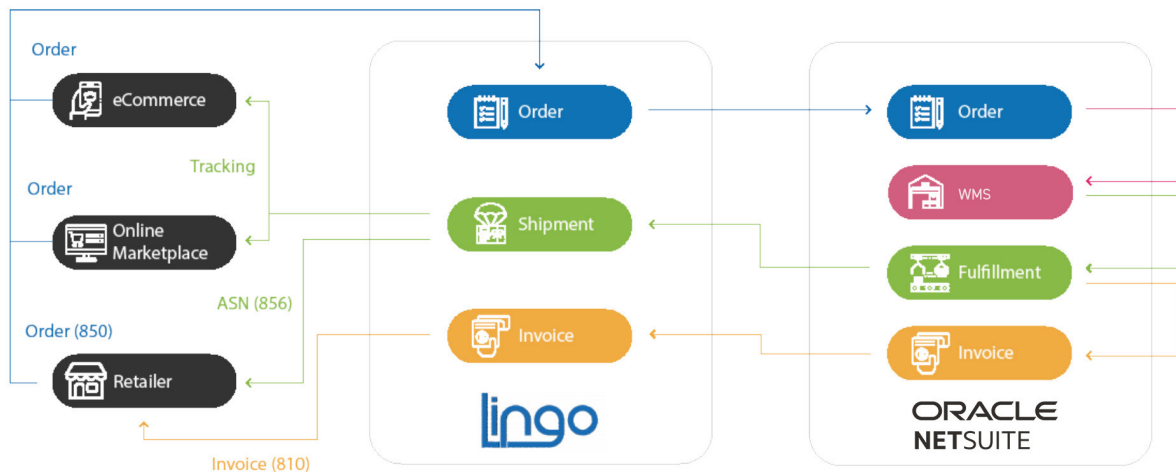 Order
eCommerce
Tracking
Order
Online
Marketplace
ASN (856)
Order (850)
Retailer
Invoice (810)
Order
Shipment
Invoice
lingo
Order
WMS
Fulfillment
Invoice
ORACLE
NETSUITE